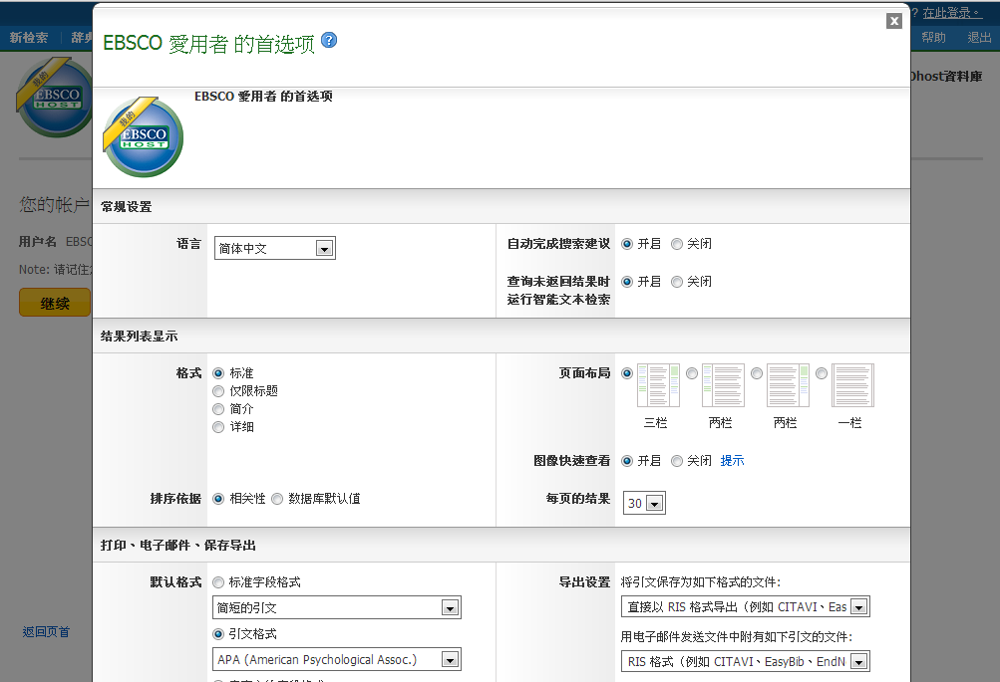 ? 在此登录。
新检索
辞典
帮助
退出
EBSCO 愛用者 的首选项
host資料庫
我的
EBSCO
HOST
EBSCO 愛用者 的首选项
我的
EBSCO
HOST
您的帐户
用户名 EBSC
Note: 请记住
继续
返回页首
常规设置
语言 简体中文
自动完成搜索建议 开启 关闭
查询未返回结果时
运行智能文本检索 开启 关闭
结果列表显示
格式 标准
仅限标题
简介
详细
页面布局
三栏 两栏 两栏 一栏
图像快速查看 开启 关闭 提示
排序依据 相关性 数据库默认值
每页的结果 30
打印、电子邮件、保存导出
默认格式 标准字段格式
简短的引文
引文格式
APA (American Psychological Assoc.)
导出设置 将引文保存为如下格式的文件:
直接以 RIS 格式导出（例如 CITAVI、Eas
用电子邮件发送文件中附有如下引文的文件:
RIS 格式（例如 CITAVI、EasyBib、EndN